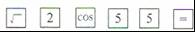 √ 2 cos 5 5 =